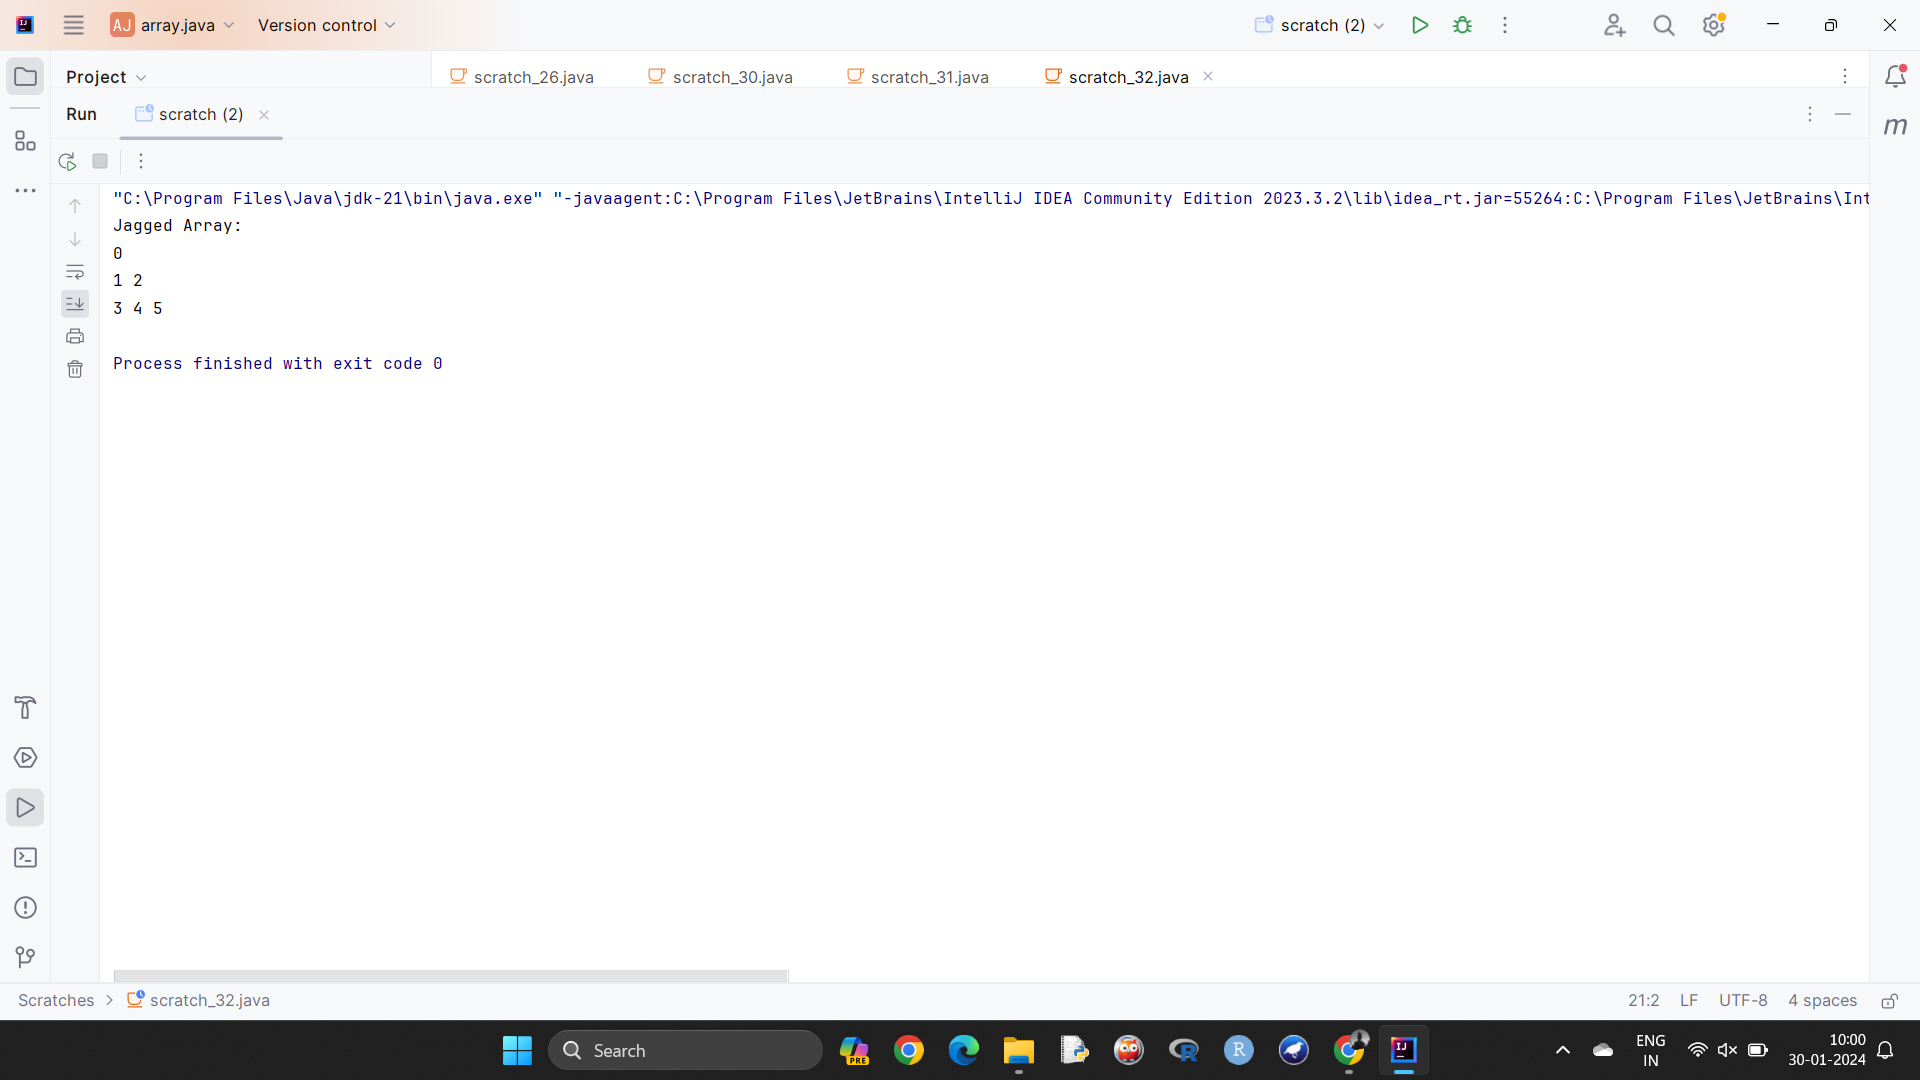 AJ array.java Version control scratch (2)
Project scratch_26.java scratch_30.java scratch_31.java scratch_32.java
Run scratch (2)
m
"C:\Program Files\Java\jdk-21\bin\java.exe" "-javaagent:C:\Program Files\JetBrains\IntelliJ IDEA Community Edition 2023.3.2\lib\idea_rt.jar=55264:C:\Program Files\JetBrains\Int
Jagged Array:
0
1 2
3 4 5
Process finished with exit code 0
Scratches > scratch_32.java 21:2 LF UTF-8 4 spaces
Search PRE R R IJ ENG 10:00
IN 30-01-2024